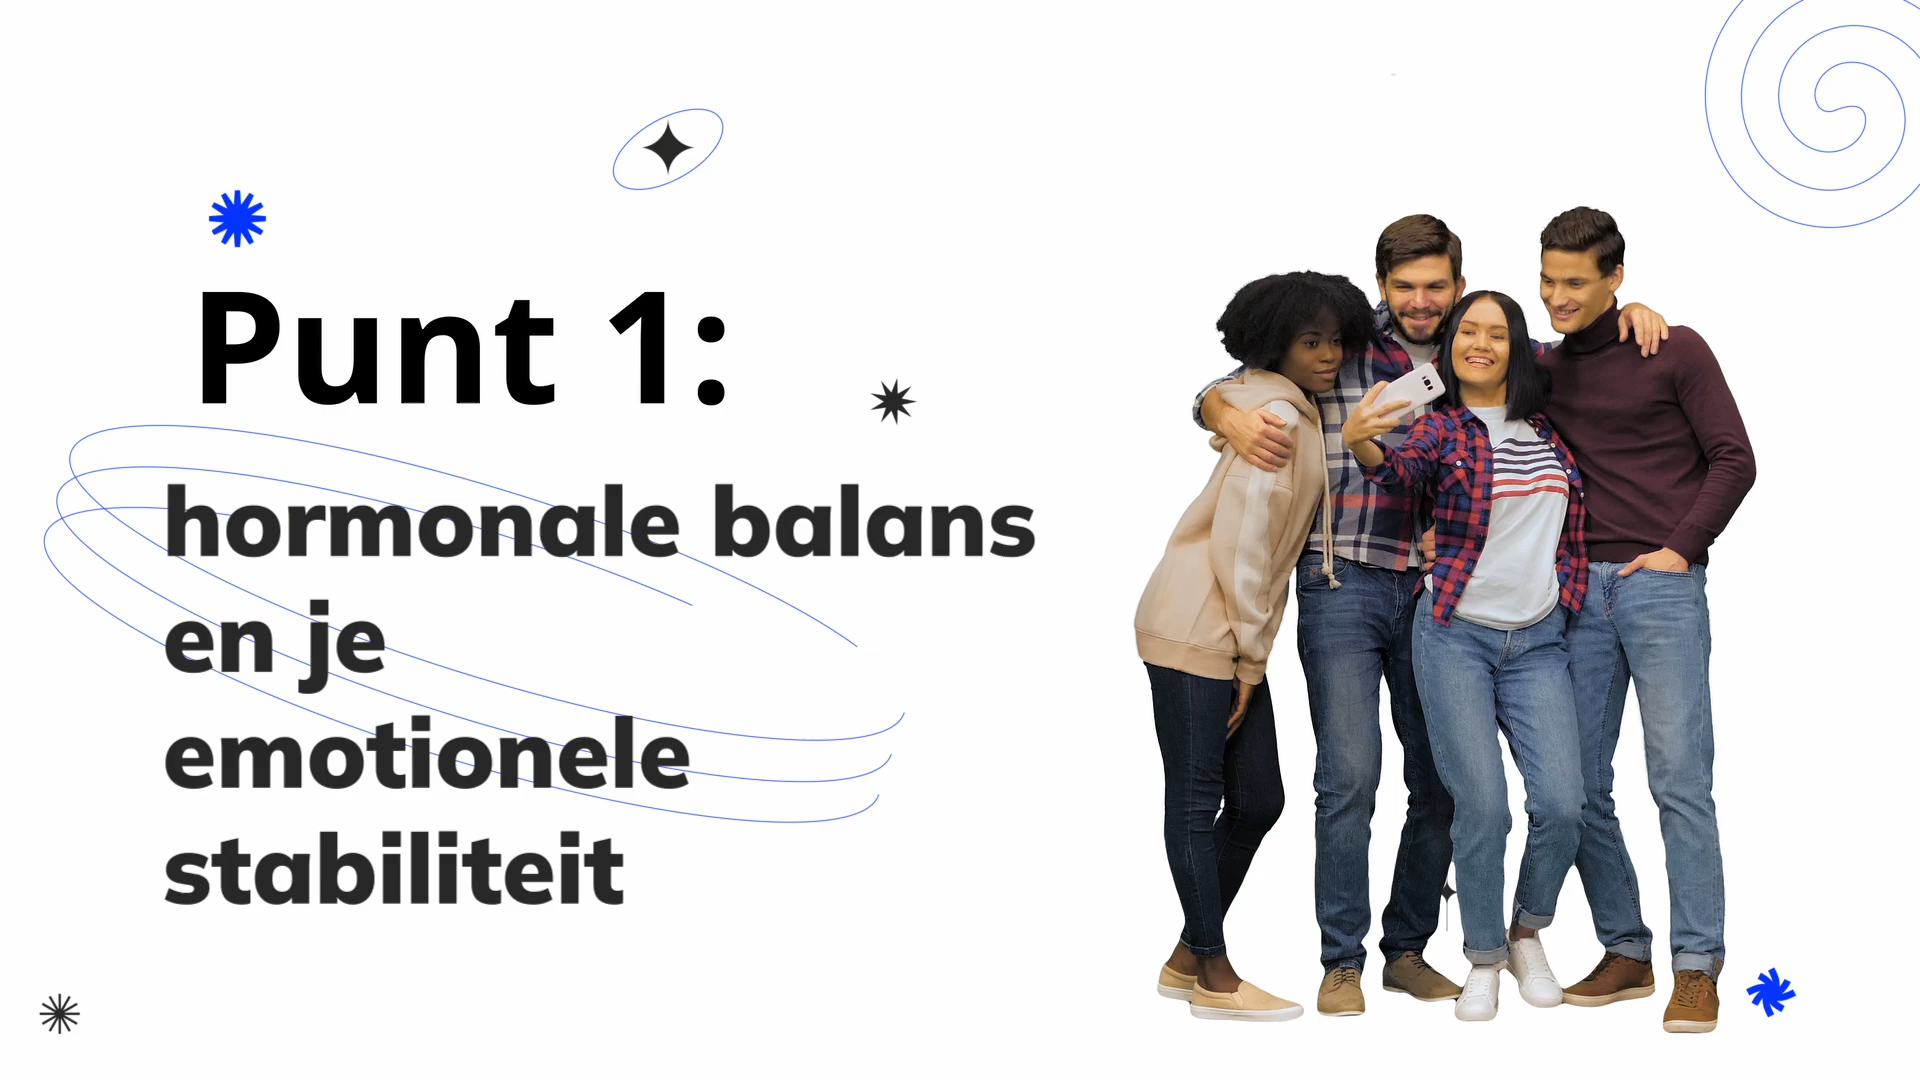 Punt 1:
hormonale balans
en je
emotionele
stabiliteit